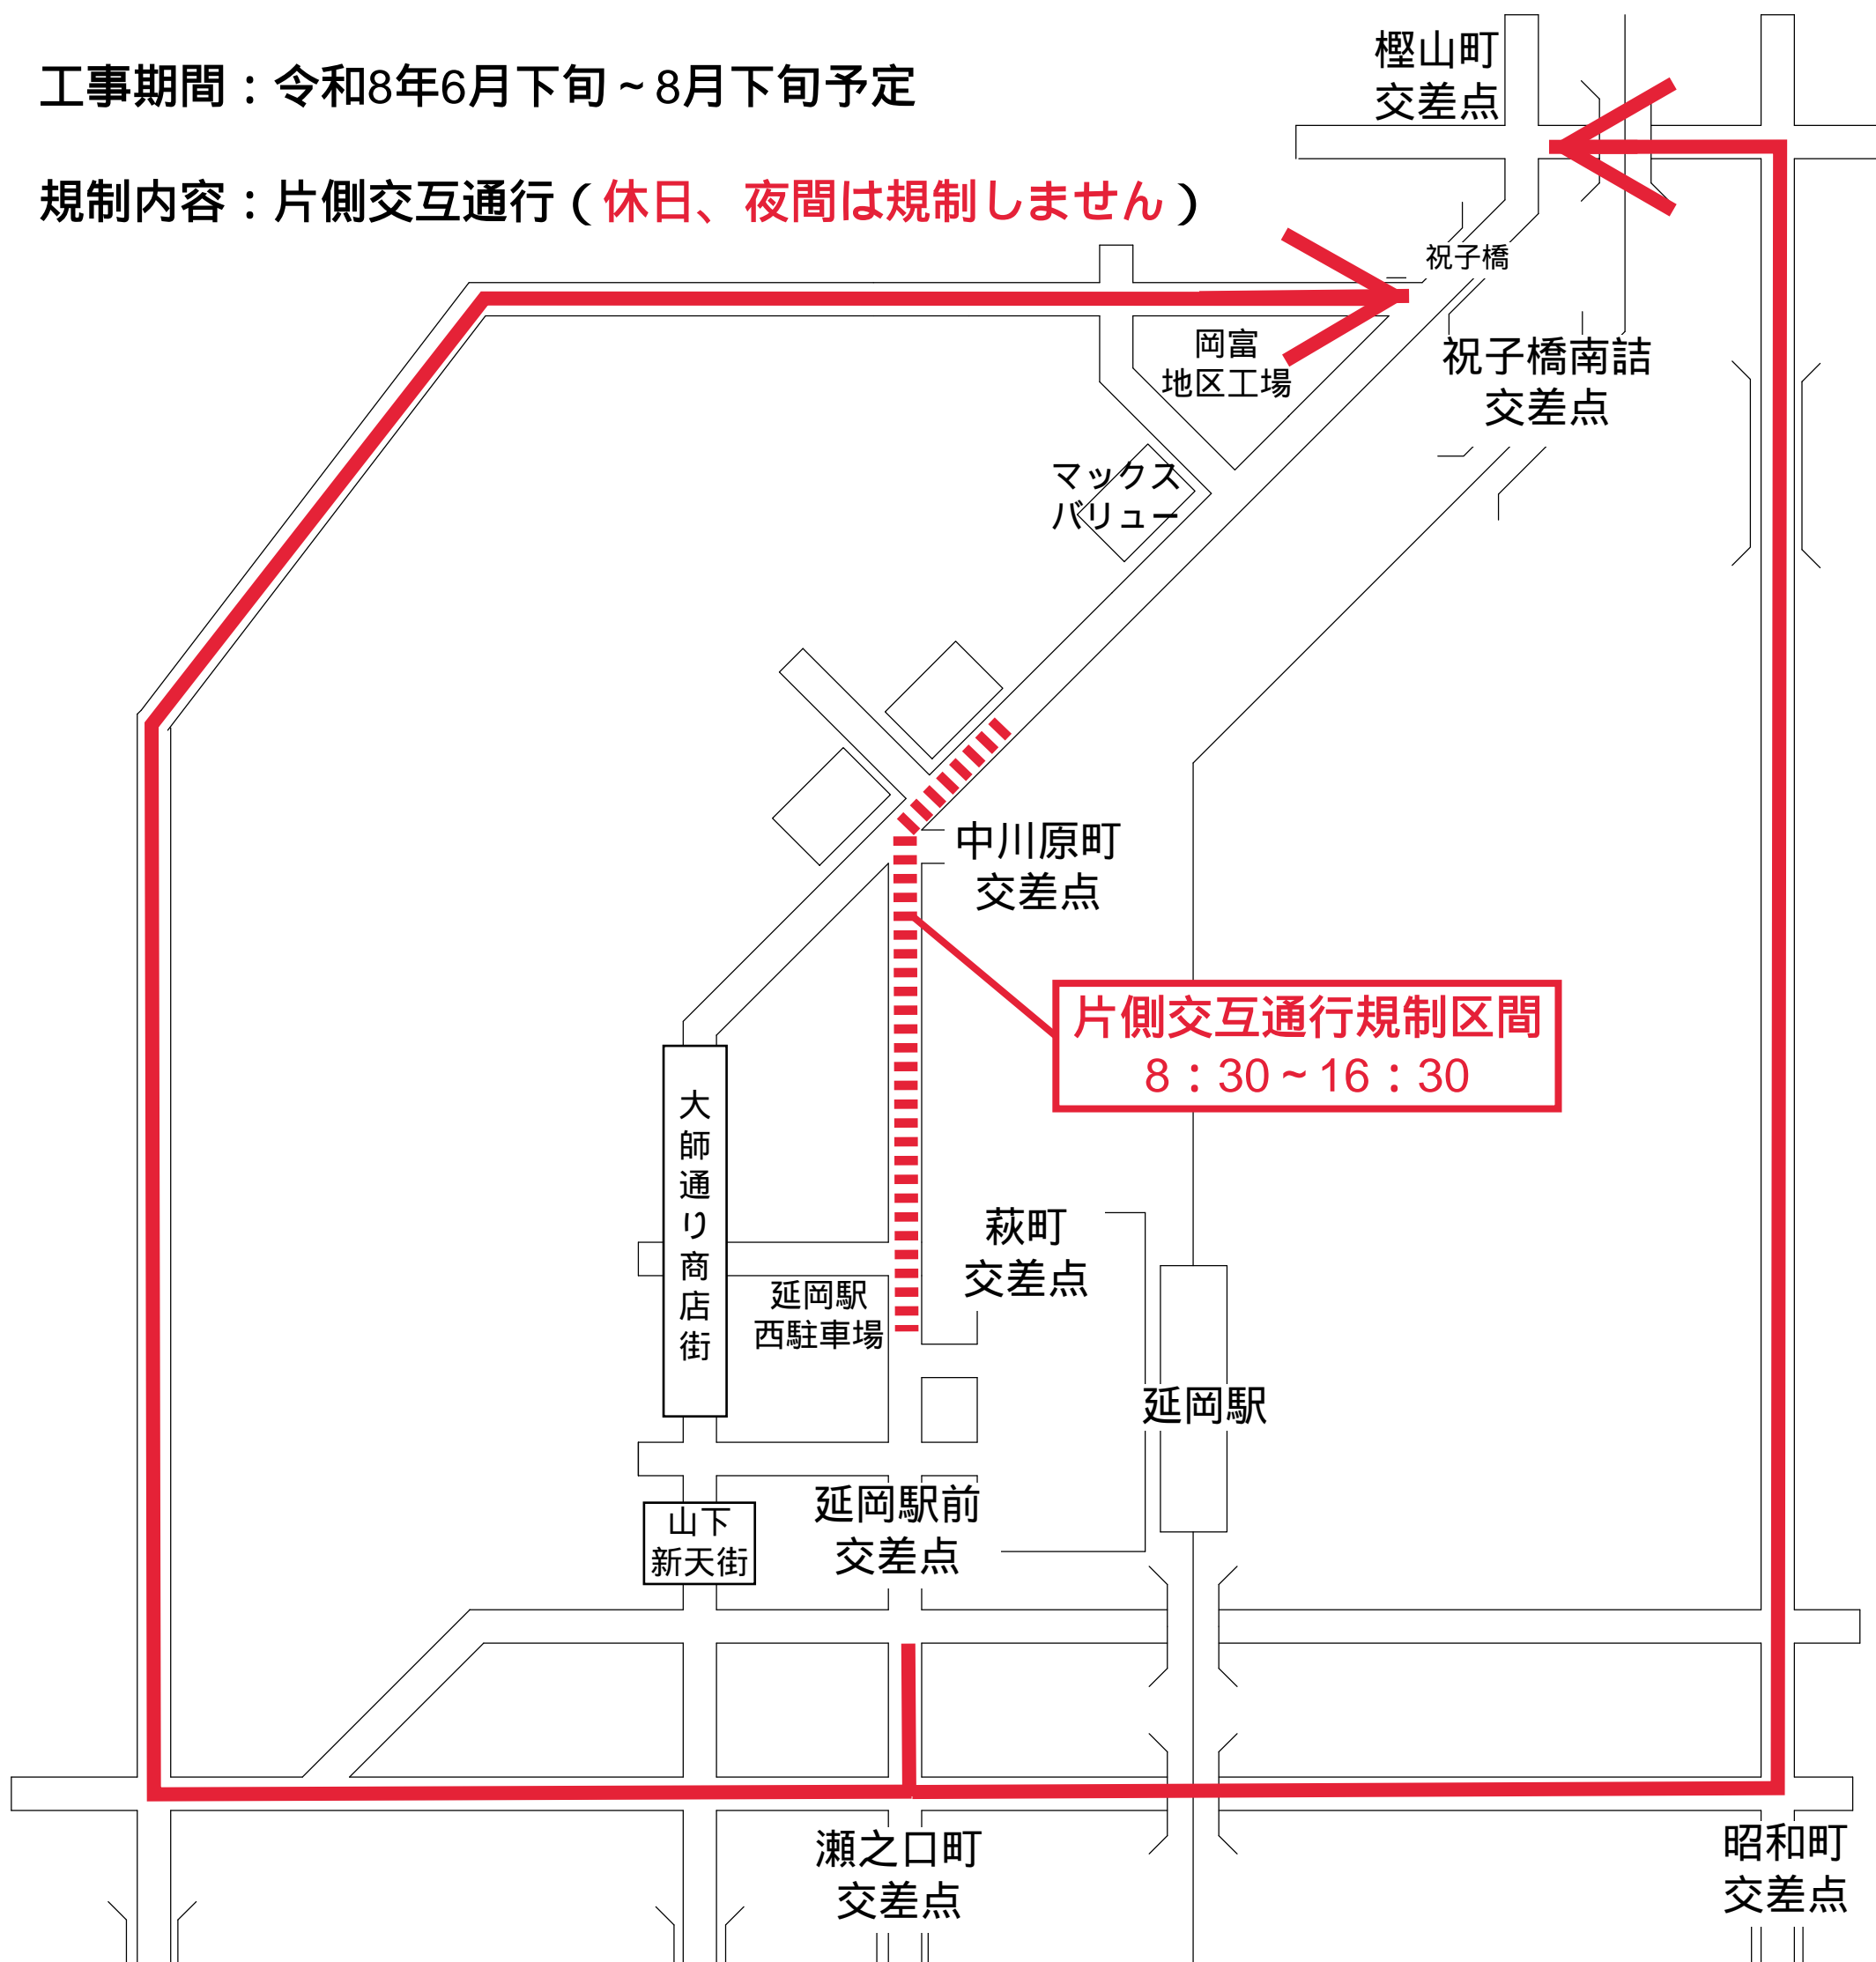 工事期間：令和8年6月下旬~8月下旬予定
規制内容：片側交互通行（休日、夜間は規制しません）
樫山町
交差点
祝子橋
岡富
地区工場
祝子橋南詰
交差点
マックス
バリュー
中川原町
交差点
片側交互通行規制区間
8：30~16：30
大師通り商店街
萩町
交差点
延岡駅
西駐車場
延岡駅
延岡駅前
交差点
山下
新天街
瀬之口町
交差点
昭和町
交差点